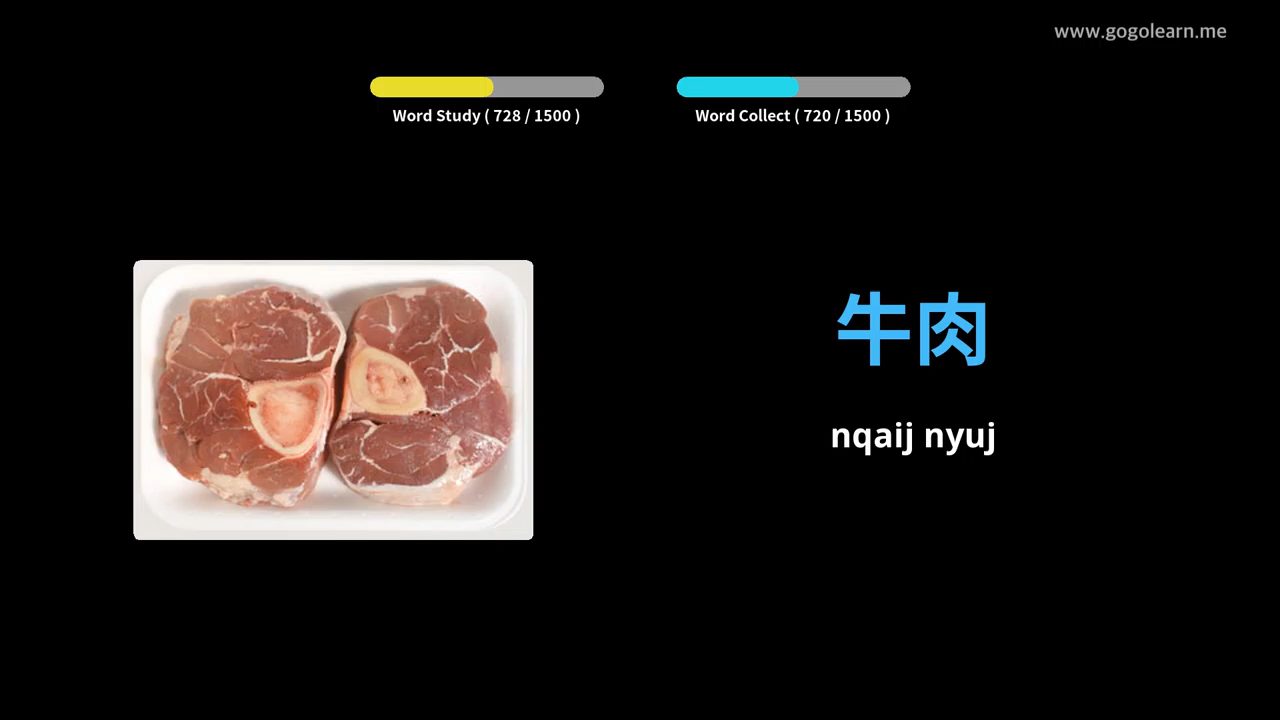 www.gogolearn.me
Word Study ( 728 / 1500 )
Word Collect ( 720 / 1500 )
牛肉
nqaij nyuj